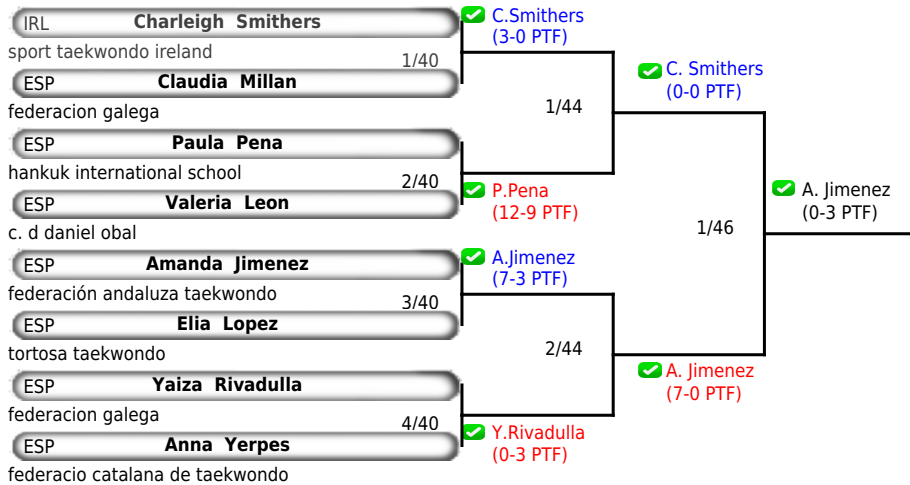 IRL Charleigh Smithers
sport taekwondo ireland
1/40
ESP Claudia Millan
federacion galega
C.Smithers
(3-0 PTF)
ESP Paula Pena
hankuk international school
2/40
ESP Valeria Leon
c. d daniel obal
P.Pena
(12-9 PTF)
1/44
C. Smithers
(0-0 PTF)
ESP Amanda Jimenez
federación andaluza taekwondo
3/40
ESP Elia Lopez
tortosa taekwondo
A.Jimenez
(7-3 PTF)
ESP Yaiza Rivadulla
federacion galega
4/40
ESP Anna Yerpes
federacio catalana de taekwondo
Y.Rivadulla
(0-3 PTF)
2/44
A. Jimenez
(7-0 PTF)
1/46
A. Jimenez
(0-3 PTF)